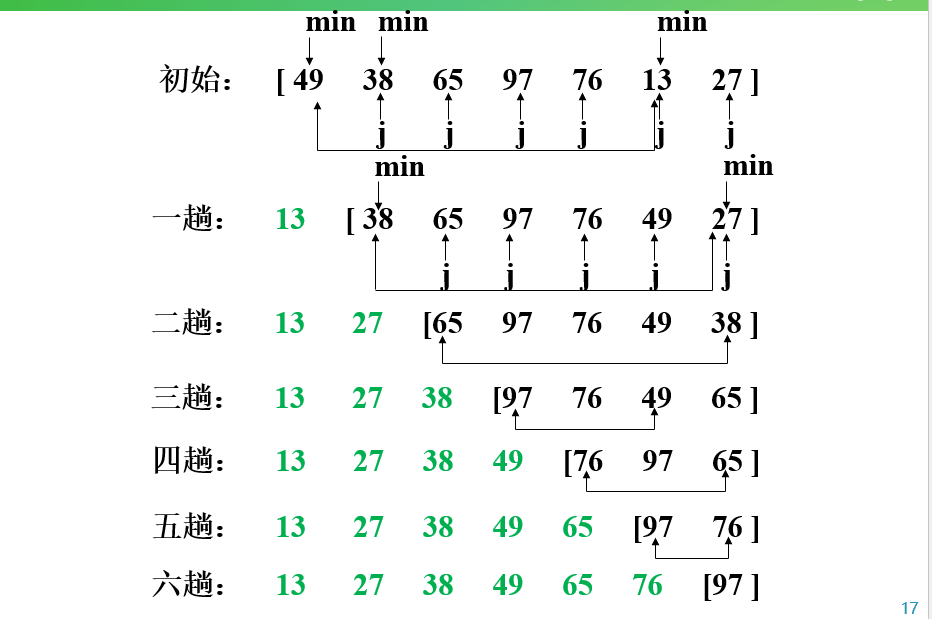 min min min
初始： [ 49 38 65 97 76 13 27 ]
j j j j j j
min min
一趟： 13 [ 38 65 97 76 49 27 ]
j j j j j
二趟： 13 27 [65 97 76 49 38 ]
三趟： 13 27 38 [97 76 49 65 ]
四趟： 13 27 38 49 [76 97 65 ]
五趟： 13 27 38 49 65 [97 76 ]
六趟： 13 27 38 49 65 76 [97 ]
17